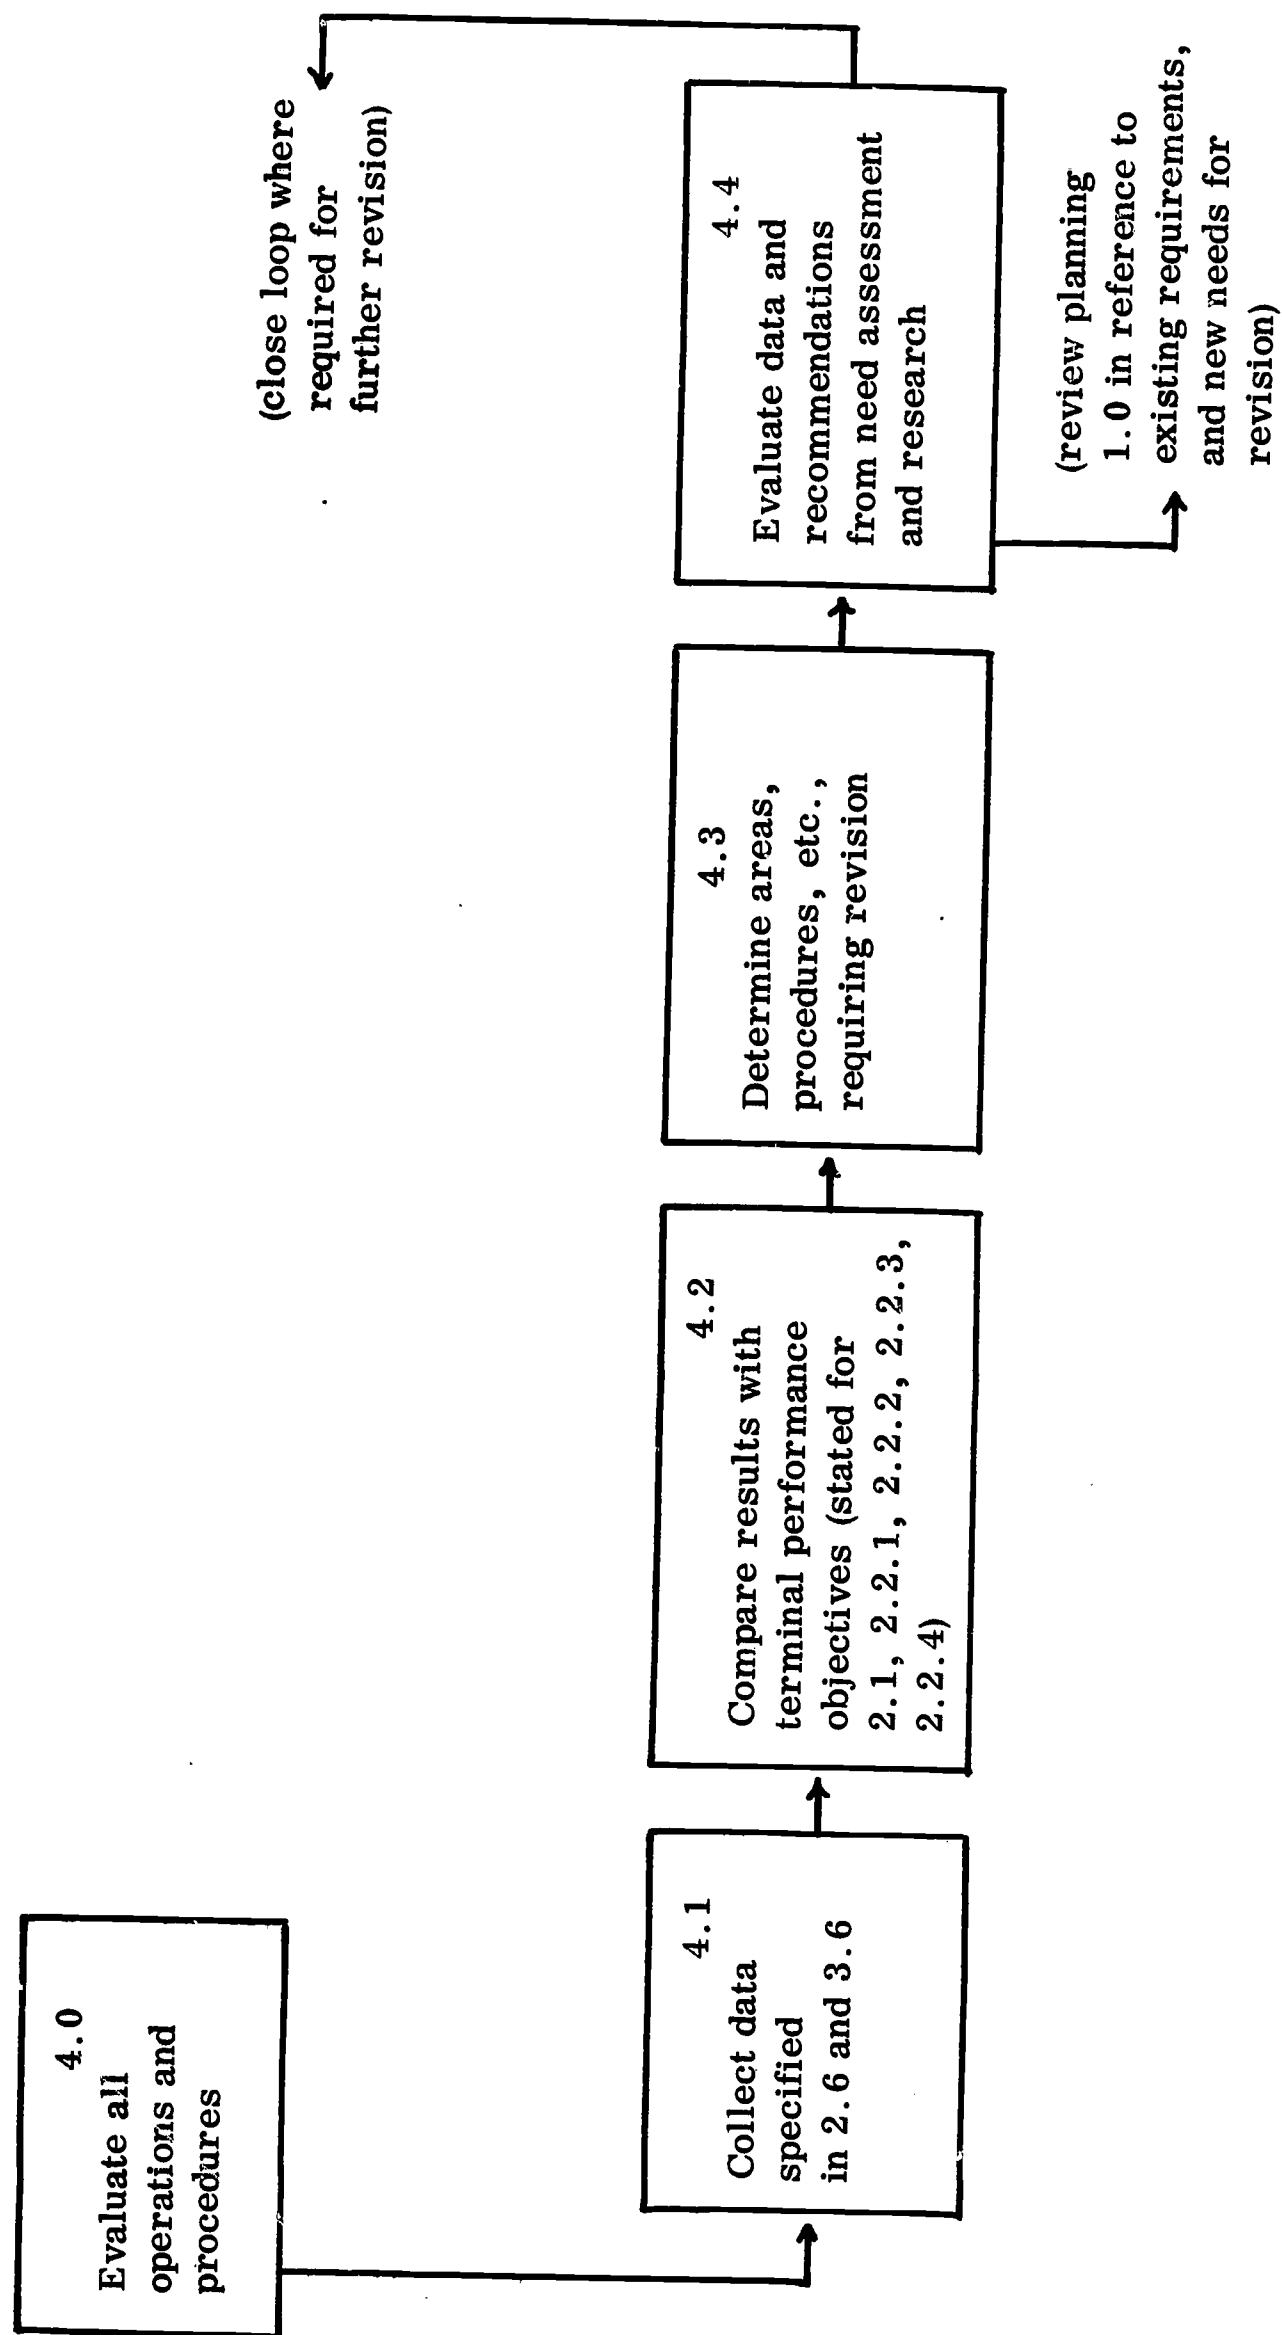 4.0
Evaluate all
operations and
procedures
4.1
Collect data
specified
in 2.6 and 3.6
4.2
Compare results with
terminal performance
objectives (stated for
2.1, 2.2.1, 2.2.2, 2.2.3,
2.2.4)
4.3
Determine areas,
procedures, etc.,
requiring revision
4.4
Evaluate data and
recommendations
from need assessment
and research
(close loop where
required for
further revision)
(review planning
1.0 in reference to
existing requirements,
and new needs for
revision)